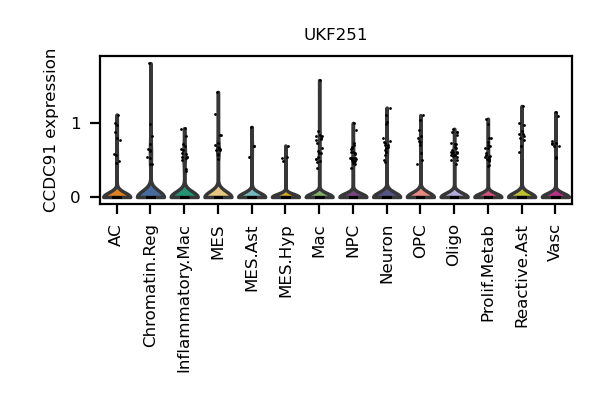 UKF251
CCDC91 expression
1
0
AC
Chromatin.Reg
Inflammatory.Mac
MES
MES.Ast
MES.Hyp
Mac
NPC
Neuron
OPC
Oligo
Prolif.Metab
Reactive.Ast
Vasc